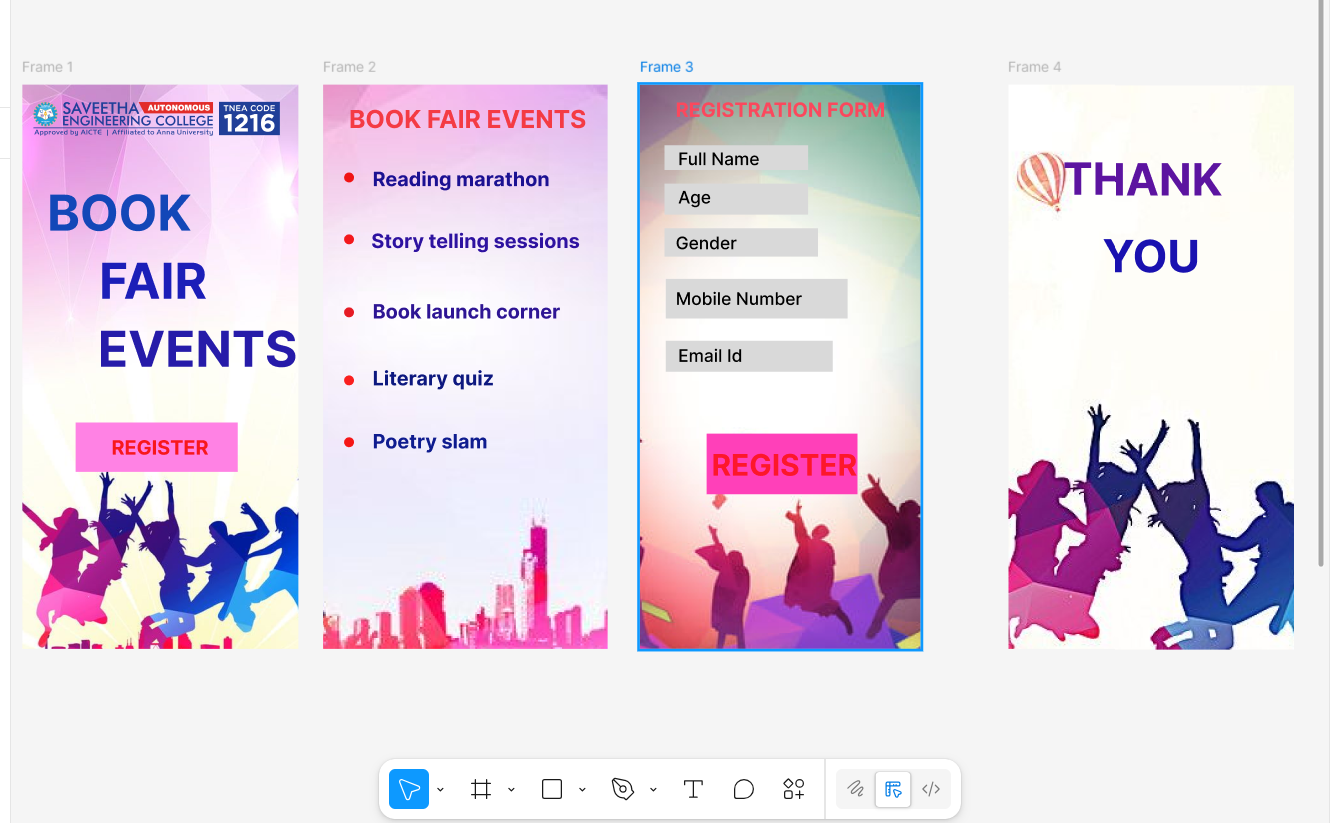 Frame 1
SAVEETHA AUTONOMOUS
ENGINEERING COLLEGE
Approved by AICTE | Affiliated to Anna University
TNEA CODE
1216
BOOK
FAIR
EVENTS
REGISTER
Frame 2
BOOK FAIR EVENTS
Reading marathon
Story telling sessions
Book launch corner
Literary quiz
Poetry slam
Frame 3
REGISTRATION FORM
Full Name
Age
Gender
Mobile Number
Email Id
REGISTER
Frame 4
THANK
YOU